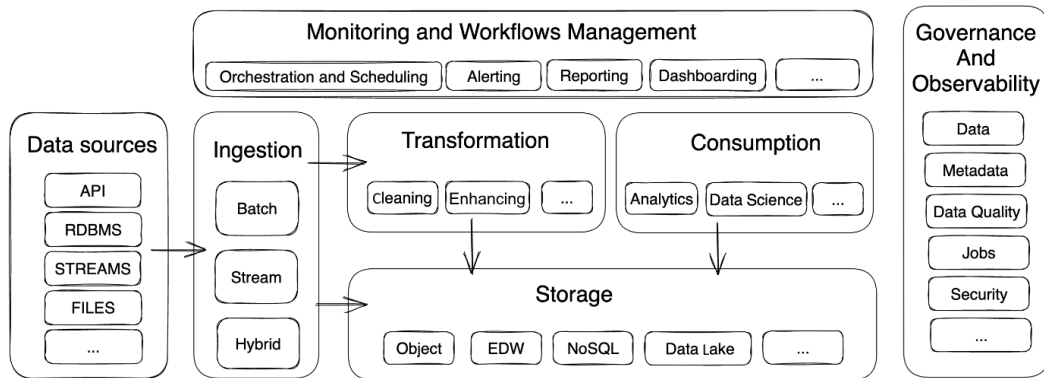 Monitoring and Workflows Management
Orchestration and Scheduling
Alerting
Reporting
Dashboarding
...
Governance
And
Observability
Data
Metadata
Data Quality
Jobs
Security
...
Data sources
API
RDBMS
STREAMS
FILES
...
Ingestion
Batch
Stream
Hybrid
Transformation
Cleaning
Enhancing
...
Consumption
Analytics
Data Science
...
Storage
Object
EDW
NoSQL
Data Lake
...